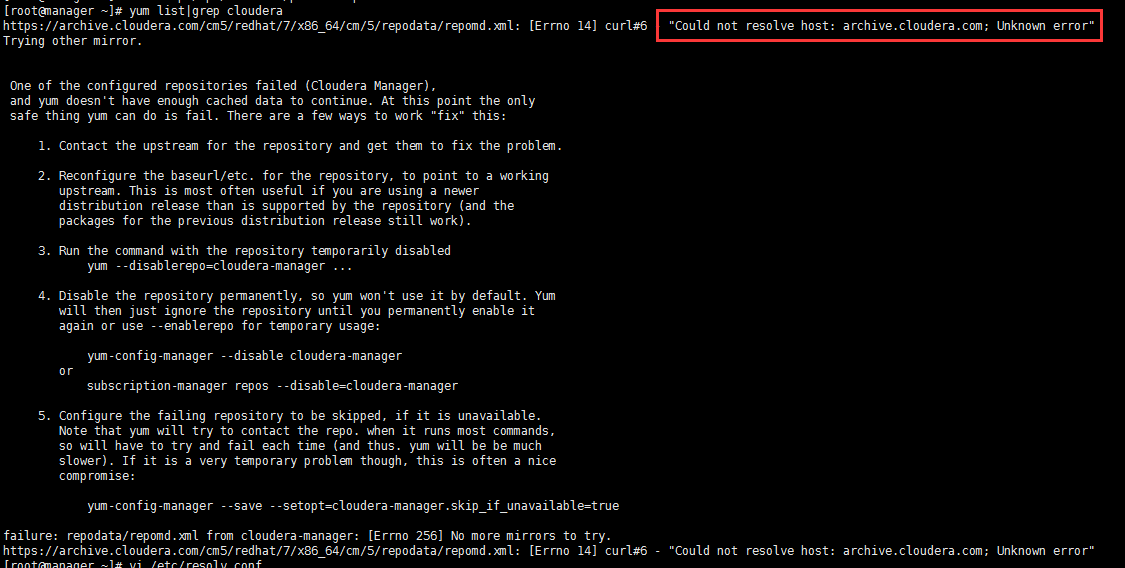 [root@manager ~]# yum list|grep cloudera
https://archive.cloudera.com/cm5/redhat/7/x86_64/cm/5/repodata/repomd.xml: [Errno 14] curl#6 "Could not resolve host: archive.cloudera.com; Unknown error"
Trying other mirror.
One of the configured repositories failed (Cloudera Manager),
and yum doesn't have enough cached data to continue. At this point the only
safe thing yum can do is fail. There are a few ways to work "fix" this:
1. Contact the upstream for the repository and get them to fix the problem.
2. Reconfigure the baseurl/etc. for the repository, to point to a working
upstream. This is most often useful if you are using a newer
distribution release than is supported by the repository (and the
packages for the previous distribution release still work).
3. Run the command with the repository temporarily disabled
yum --disablerepo=cloudera-manager ...
4. Disable the repository permanently, so yum won't use it by default. Yum
will then just ignore the repository until you permanently enable it
again or use --enablerepo for temporary usage:
yum-config-manager --disable cloudera-manager
or
subscription-manager repos --disable=cloudera-manager
5. Configure the failing repository to be skipped, if it is unavailable.
Note that yum will try to contact the repo. when it runs most commands,
so will have to try and fail each time (and thus. yum will be be much
slower). If it is a very temporary problem though, this is often a nice
compromise:
yum-config-manager --save --setopt=cloudera-manager.skip_if_unavailable=true
failure: repodata/repomd.xml from cloudera-manager: [Errno 256] No more mirrors to try.
https://archive.cloudera.com/cm5/redhat/7/x86_64/cm/5/repodata/repomd.xml: [Errno 14] curl#6 - "Could not resolve host: archive.cloudera.com; Unknown error"
[root@manager ~]# vi /etc/resolv.conf